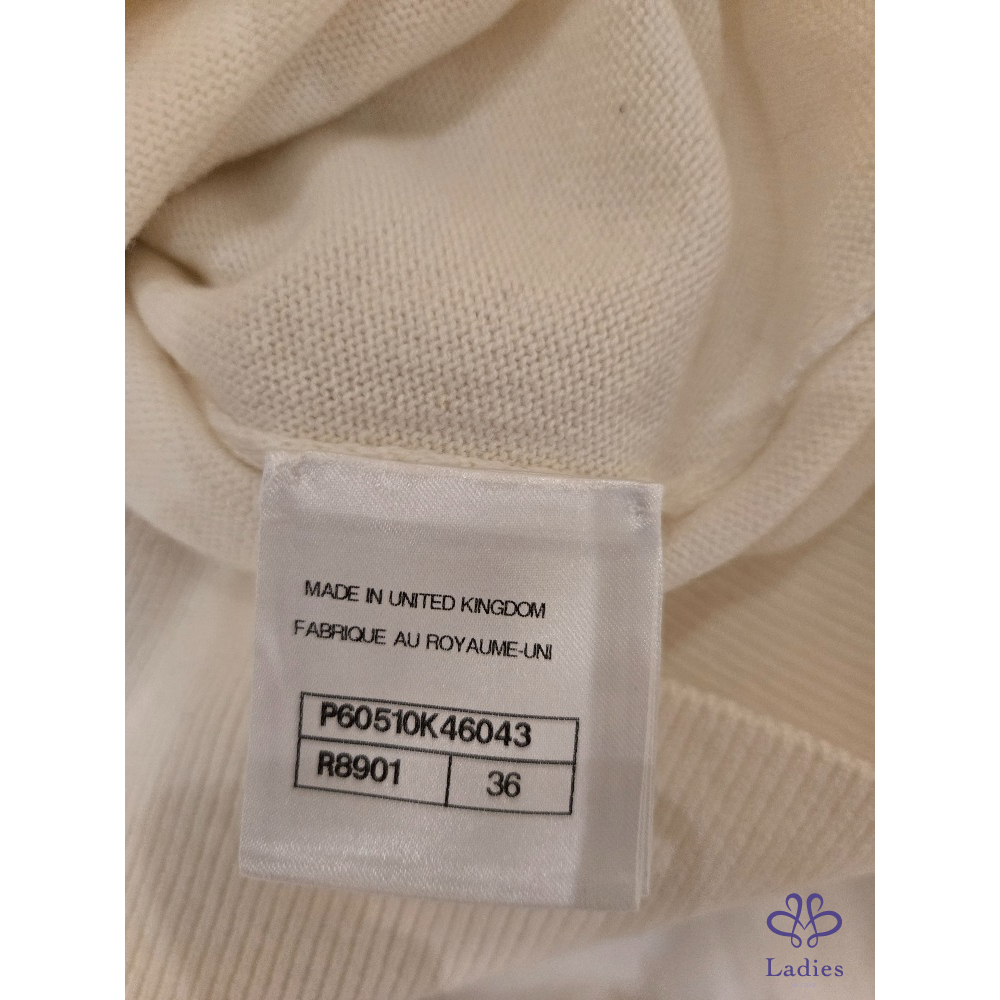 MADE IN UNITED KINGDOM
FABRIQUE AU ROYAUME-UNI
P60510K46043
R8901 36
Ladies